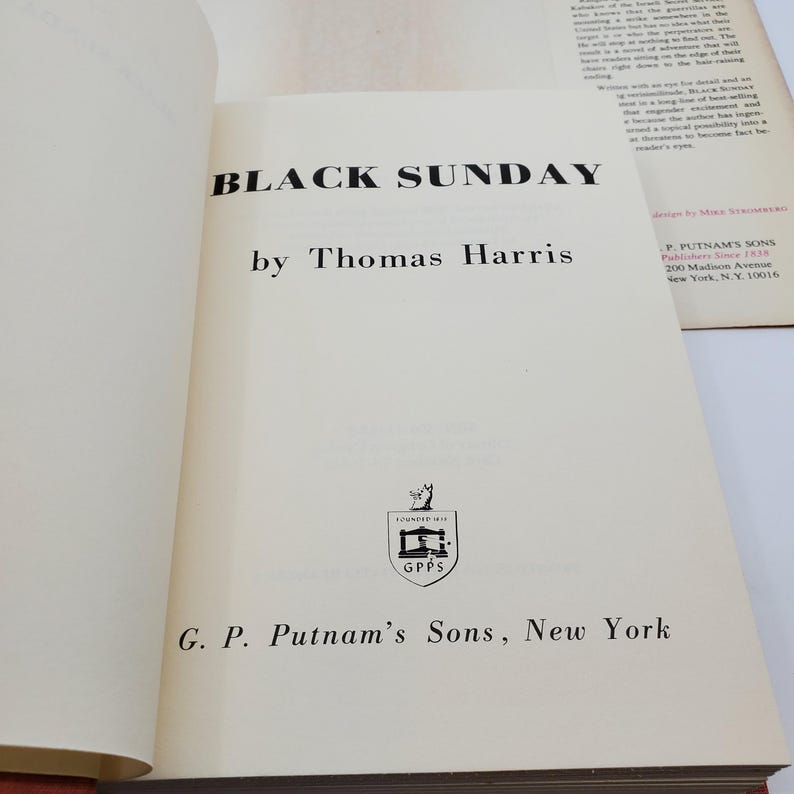 BLACK SUNDAY
by Thomas Harris
FOUNDED 1838
GPPS
G. P. Putnam's Sons, New York
Kabakov of the Israeli Secret Service,
who knows that the guerrillas are
mounting a strike somewhere in the
United States but has no idea what their
target is or who the perpetrators are.
He will stop at nothing to find out. The
result is a novel of adventure that will
have readers sitting on the edge of their
chairs right down to the hair-raising
ending.
Written with an eye for detail and an
verisimilitude, BLACK SUNDAY
in a long-line of best-selling
that engender excitement and
because the author has ingen-
a topical possibility into a
threatens to become fact be-
reader's eyes.
design by MIKE STROMBERG
P. PUTNAM'S SONS
Publishers Since 1838
200 Madison Avenue
New York, N.Y. 10016